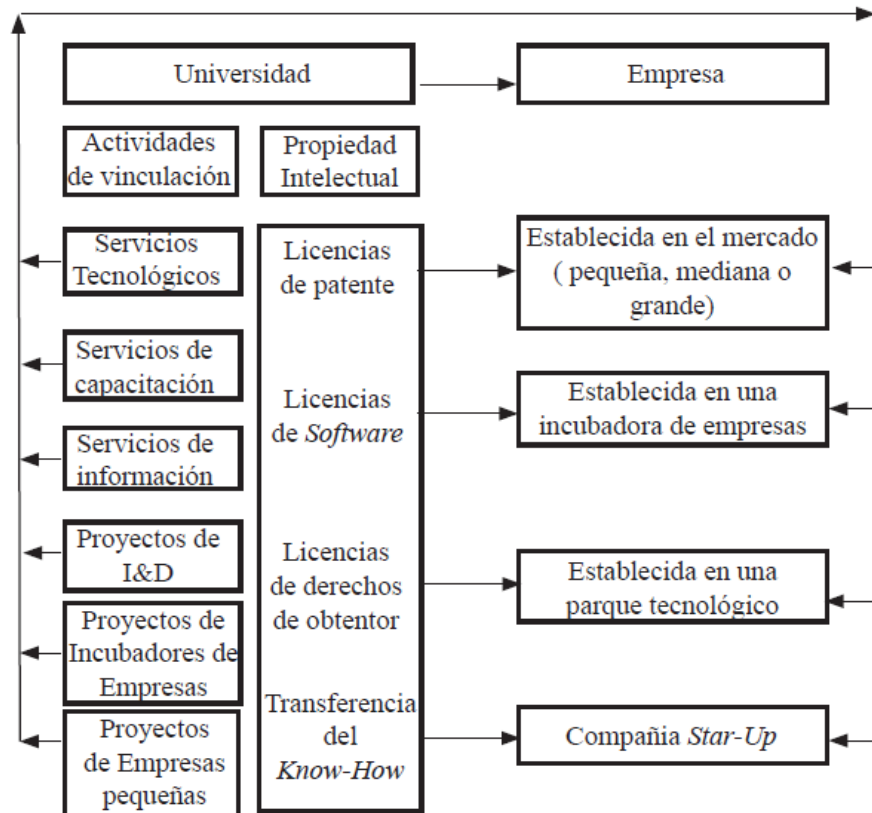 Universidad
Empresa
Actividades
de vinculación
Propiedad
Intelectual
Servicios
Tecnológicos
Servicios de
capacitación
Servicios de
información
Proyectos de
I&D
Proyectos de
Incubadores de
Empresas
Proyectos
de Empresas
pequeñas
Licencias
de patente
Licencias
de Software
Licencias
de derechos
de obtentor
Transferencia
del
Know-How
Establecida en el mercado
( pequeña, mediana o
grande)
Establecida en una
incubadora de empresas
Establecida en una
parque tecnológico
Compañia Star-Up